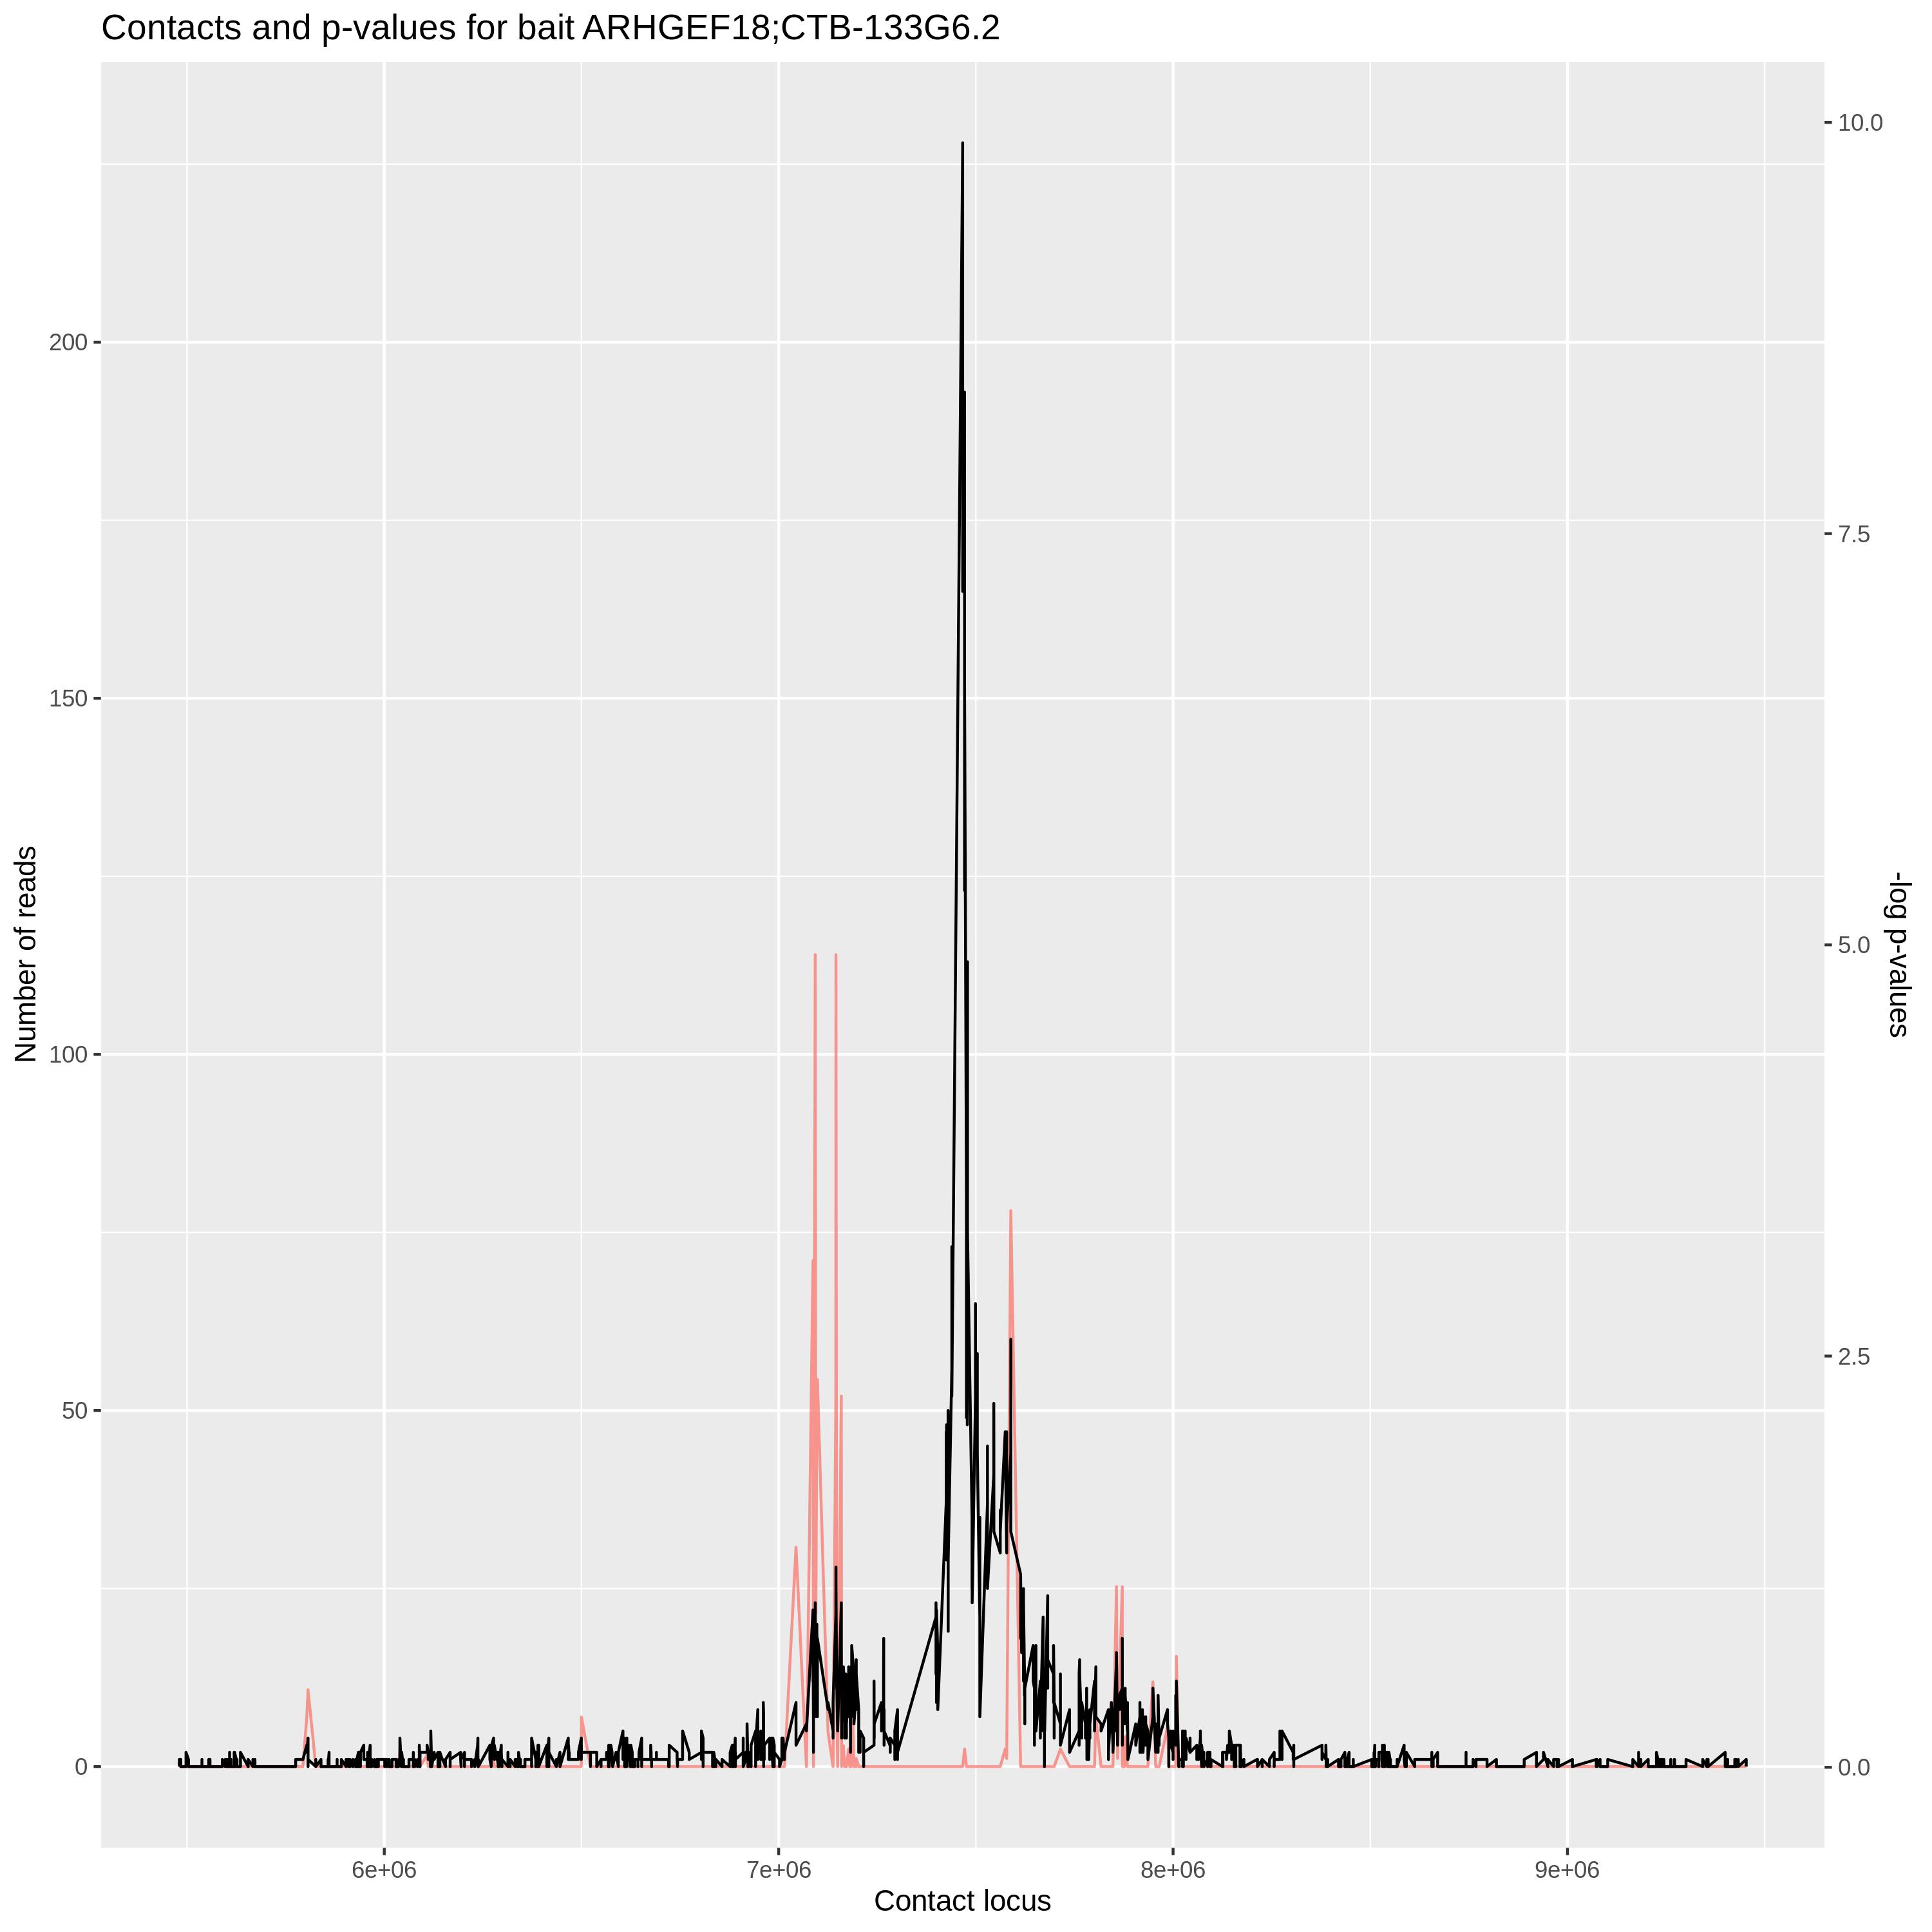 Contacts and p-values for bait ARHGEF18;CTB-133G6.2
Number of reads
200
150
100
50
0
10.0
7.5
5.0
2.5
0.0
-log p-values
6e+06
7e+06
8e+06
9e+06
Contact locus